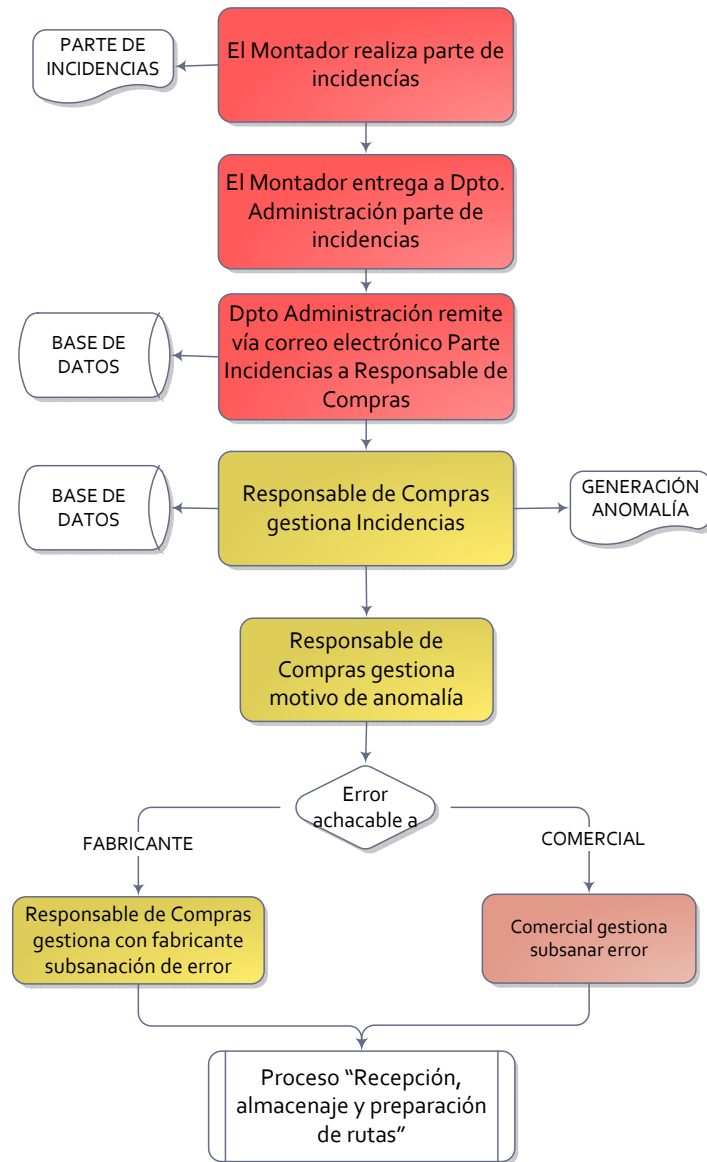 PARTE DE
INCIDENCIAS
El Montador realiza parte de
incidencías
El Montador entrega a Dpto.
Administración parte de
incidencias
Dpto Administración remite
vía correo electrónico Parte
Incidencias a Responsable de
Compras
BASE DE
DATOS
BASE DE
DATOS
Responsable de Compras
gestiona Incidencias
GENERACIÓN
ANOMALÍA
Responsable de
Compras gestiona
motivo de anomalía
Error
achacable a
FABRICANTE
COMERCIAL
Responsable de Compras
gestiona con fabricante
subsanación de error
Comercial gestiona
subsanar error
Proceso “Recepción,
almacenaje y preparación
de rutas”